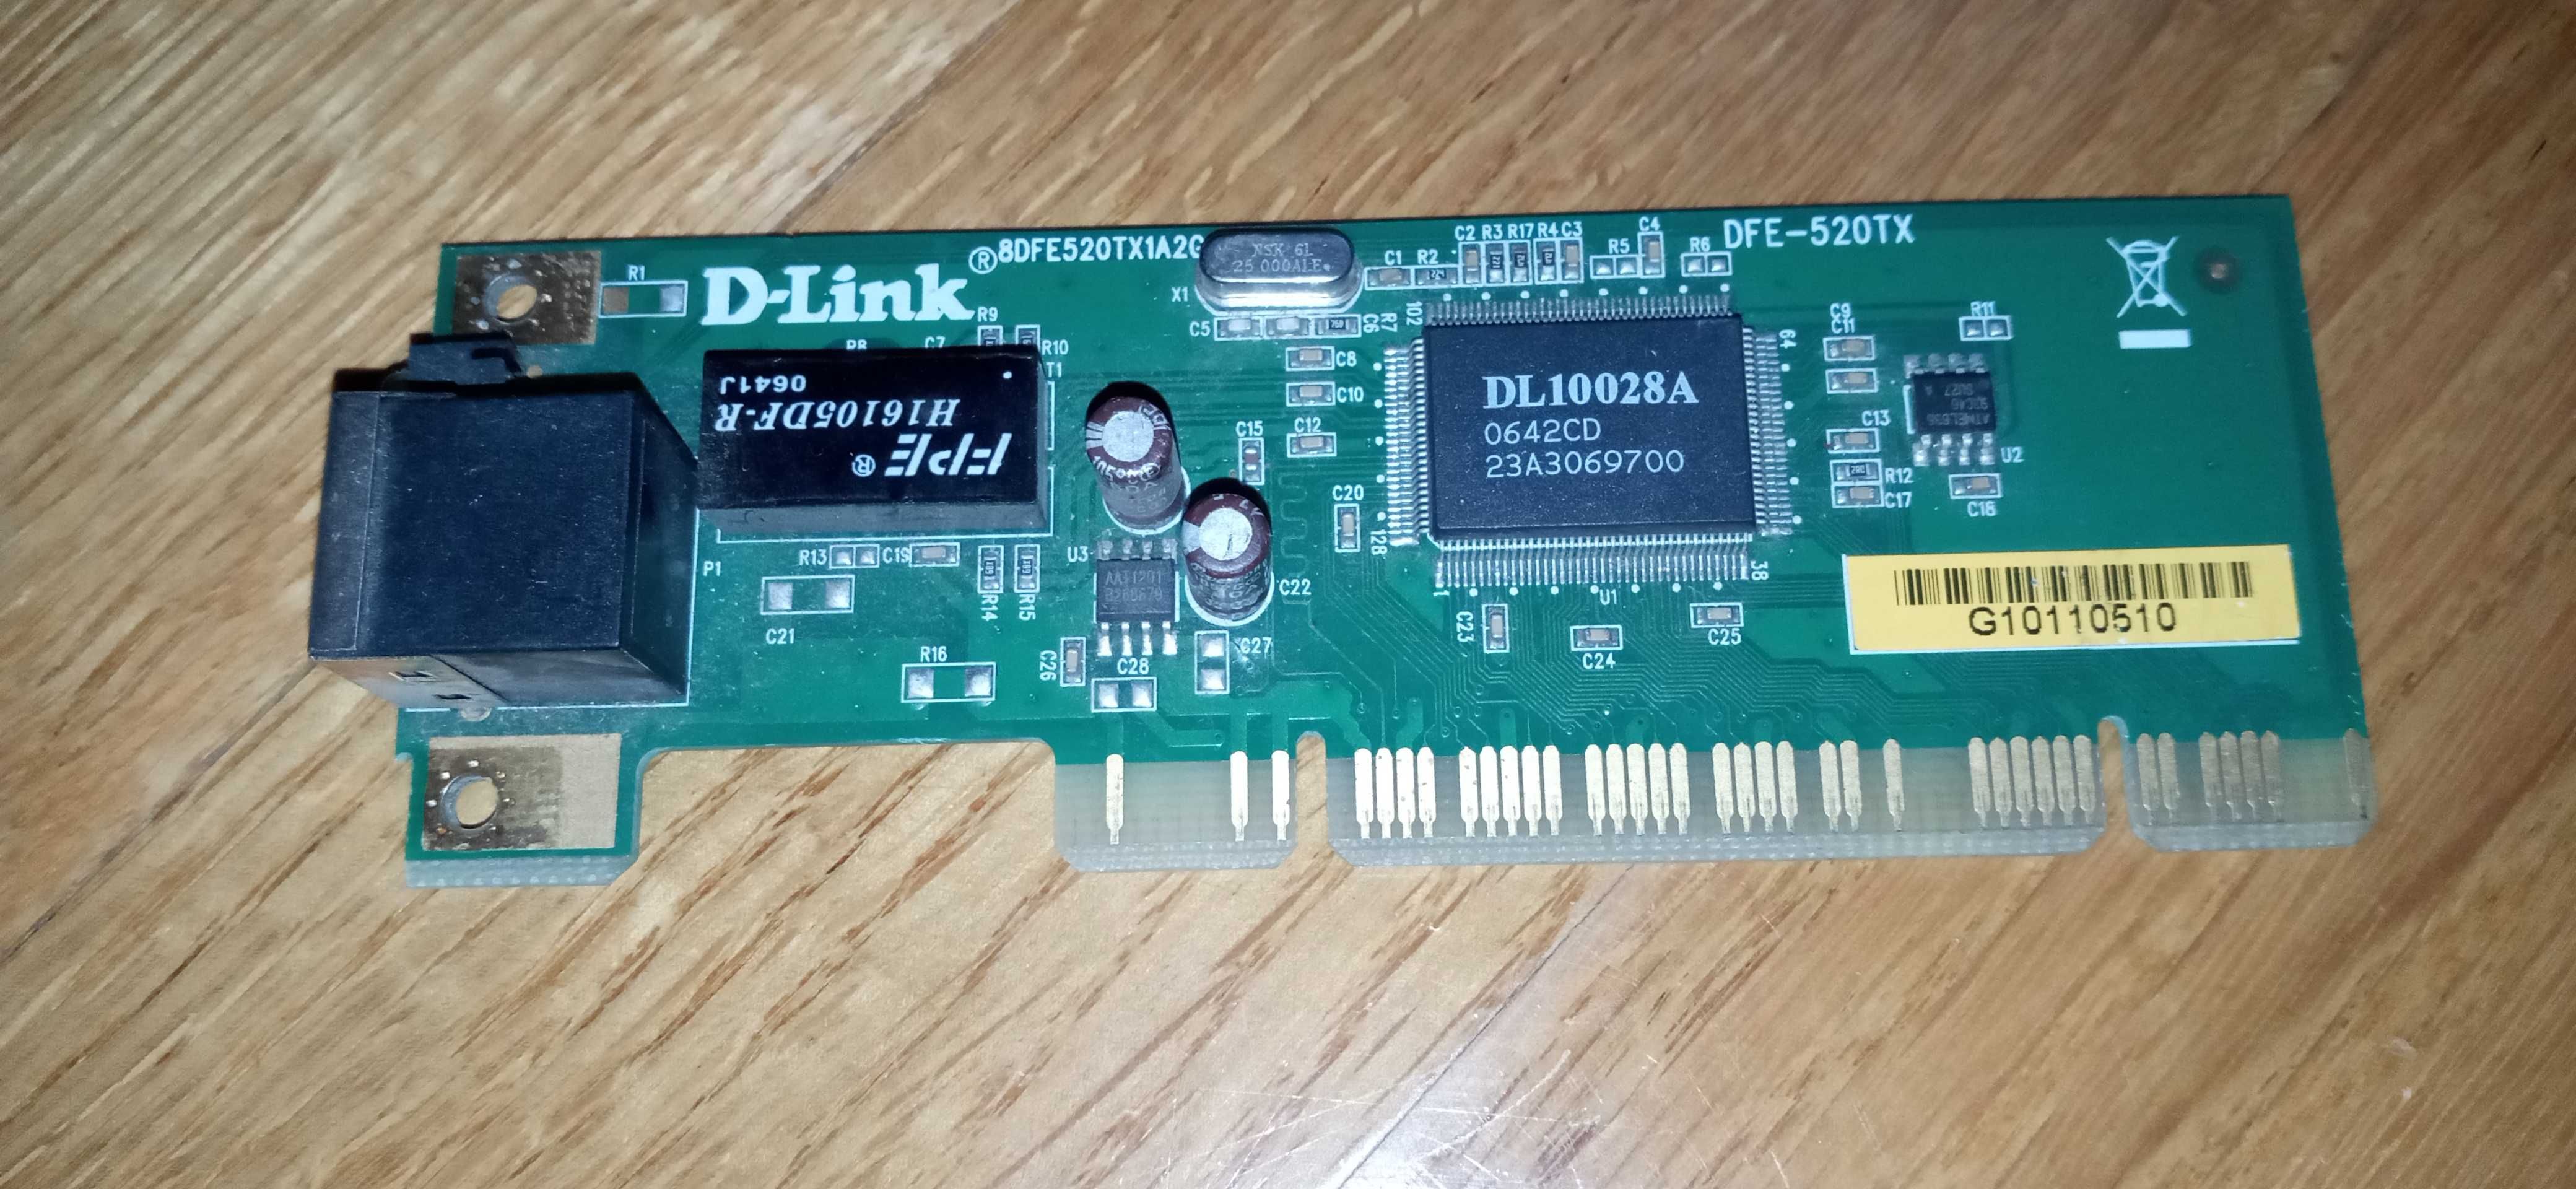 D-Link®
8DFE520TX1A2G
NSK 6L
25.000ALF
DFE-520TX
R1
X1
C1
R2
C2
R3
R17
R4
C3
R5
C4
R6
R9
R10
R8
C7
T1
C5
C6
R7
C8
C10
C12
C15
C20
102
64
128
1
38
C9
C11
C13
R11
R12
C17
C18
U2
FPE®
H16105DF-R
0641J
DL10028A
0642CD
23A3069700
U1
P1
R13
C19
R14
R15
C21
R16
U3
C22
C23
C24
C25
C26
C27
C28
G10110510